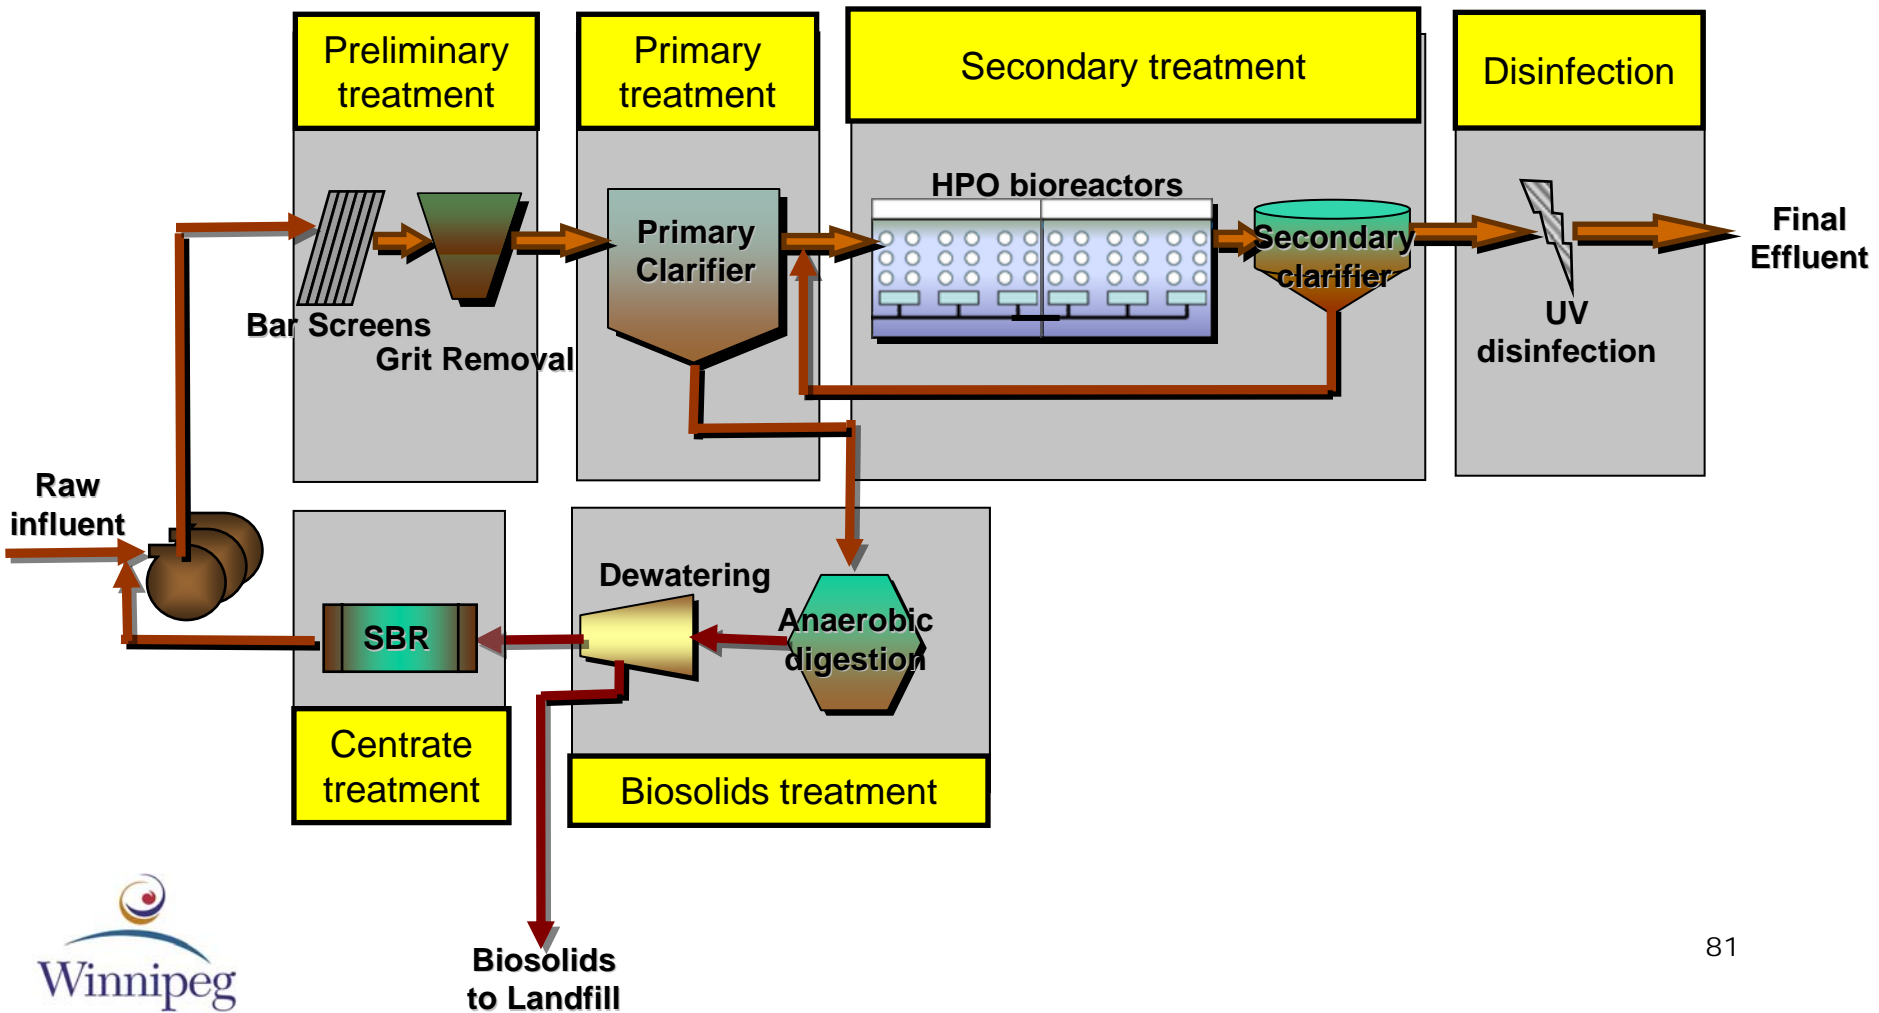 Preliminary
treatment
Primary
treatment
Secondary treatment
Disinfection
HPO bioreactors
Primary
Clarifier
Secondary
clarifier
Final
Effluent
Bar Screens
Grit Removal
UV
disinfection
Raw
influent
Dewatering
SBR
Anaerobic
digestion
Centrate
treatment
Biosolids treatment
Biosolids
to Landfill
Winnipeg
81